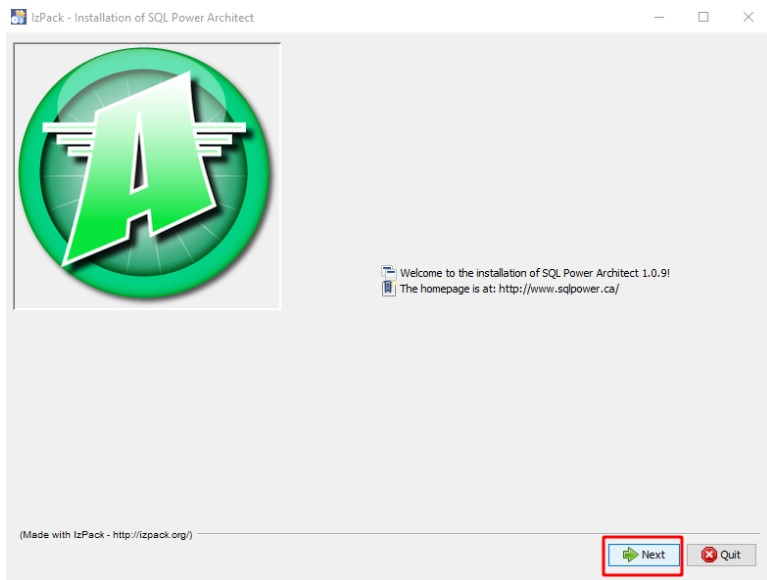 IzPack - Installation of SQL Power Architect
A
Welcome to the installation of SQL Power Architect 1.0.9!
The homepage is at: http://www.sqlpower.ca/
(Made with IzPack - http://izpack.org/)
Next
Quit